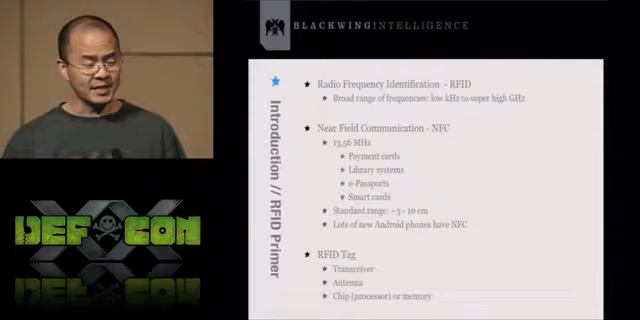 BLACKWINGINTELLIGENCE
Introduction // RFID Primer
Radio Frequency Identification - RFID
Broad range of frequencies: low kHz to super high GHz
Near Field Communication - NFC
13.56 MHz
Payment cards
Library systems
e-Passports
Smart cards
Standard range: ~3 - 10 cm
Lots of new Android phones have NFC
RFID Tag
Transceiver
Antenna
Chip (processor) or memory
DEF CON
XX